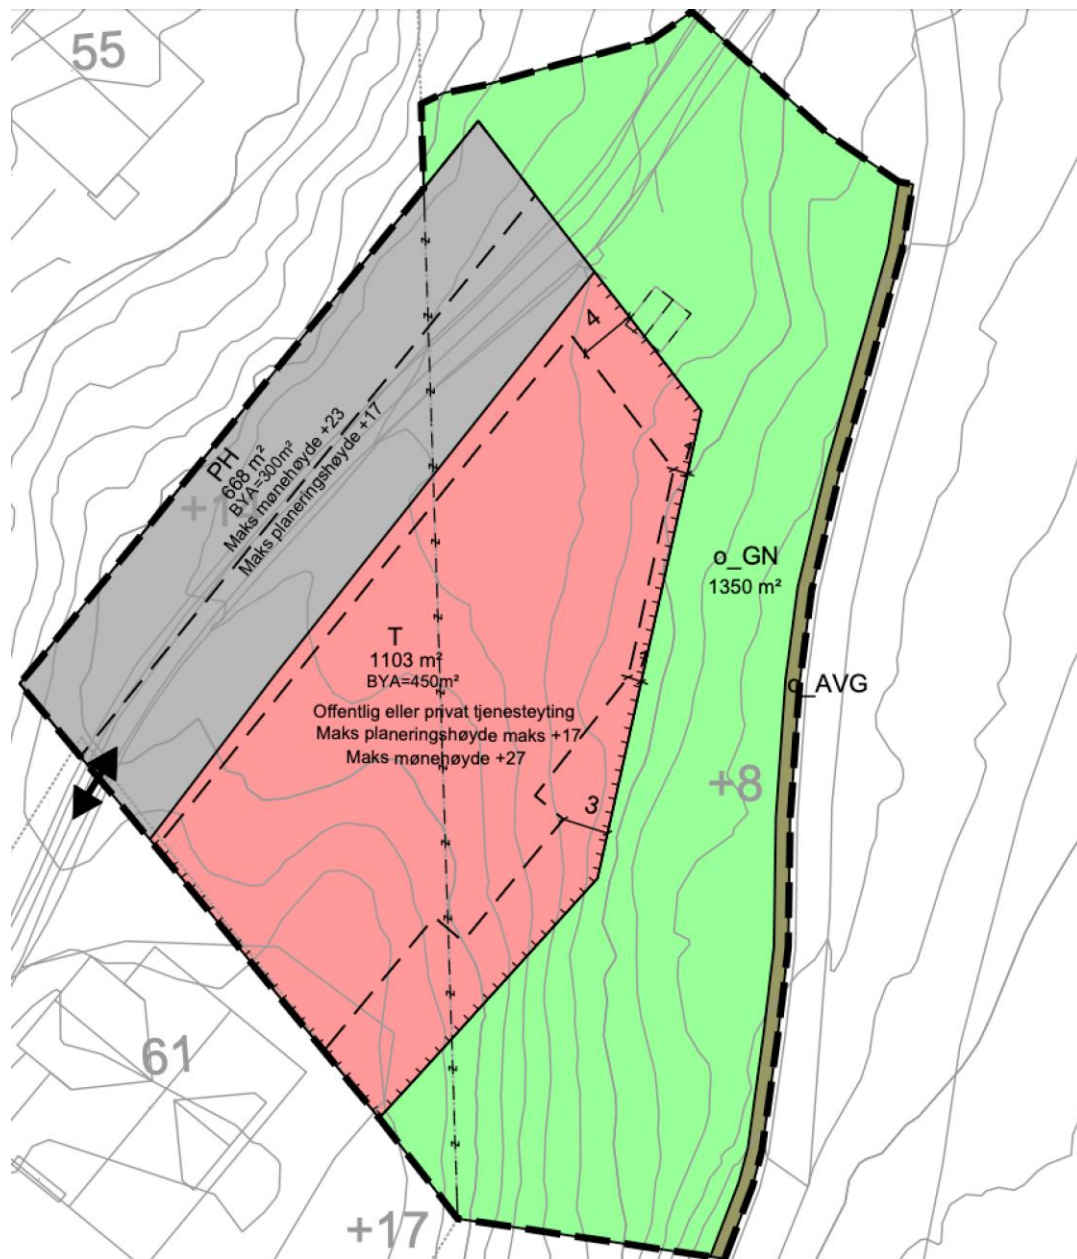 55
4
PH
668 m²
BYA=300m²
Maks mønehøyde +23
Maks planeringshøyde +17
o_GN
1350 m²
T
1103 m²
BYA=450m²
Offentlig eller privat tjenesteyting
Maks planeringshøyde maks +17
Maks mønehøyde +27
o_AVG
+8
3
61
+17